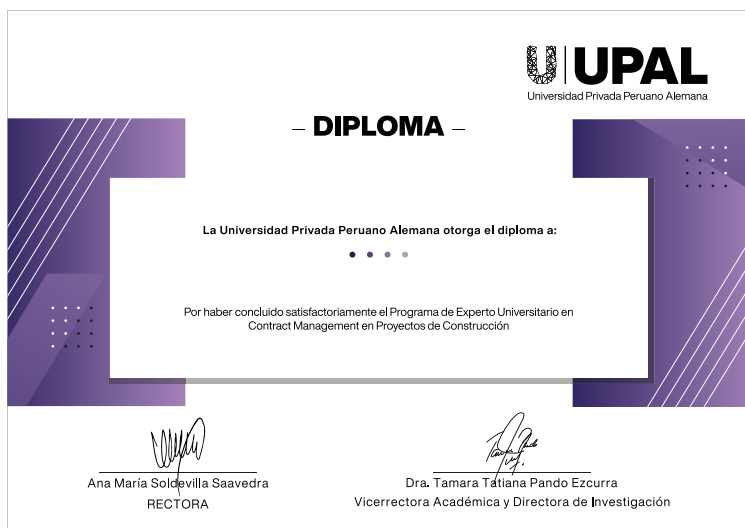 UPAL
Universidad Privada Peruano Alemana
– DIPLOMA –
La Universidad Privada Peruano Alemana otorga el diploma a:
Por haber concluido satisfactoriamente el Programa de Experto Universitario en
Contract Management en Proyectos de Construcción
Ana María Soldevilla Saavedra
RECTORA
Dra. Tamara Tatiana Pando Ezcurra
Vicerrectora Académica y Directora de Investigación